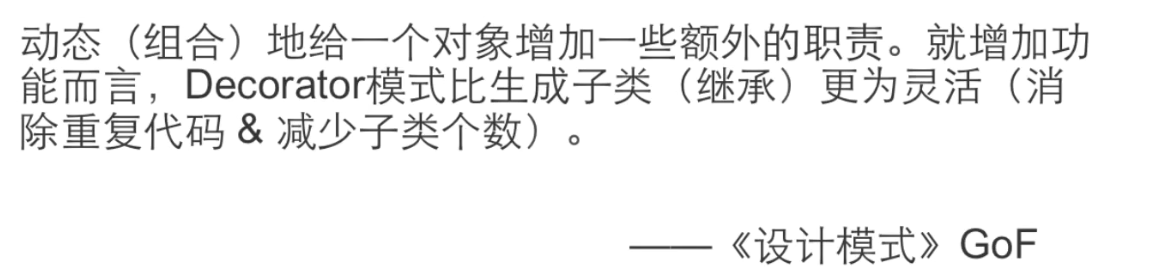 动态（组合）地给一个对象增加一些额外的职责。就增加功
能而言，Decorator模式比生成子类（继承）更为灵活（消
除重复代码 & 减少子类个数）。
——《设计模式》GoF